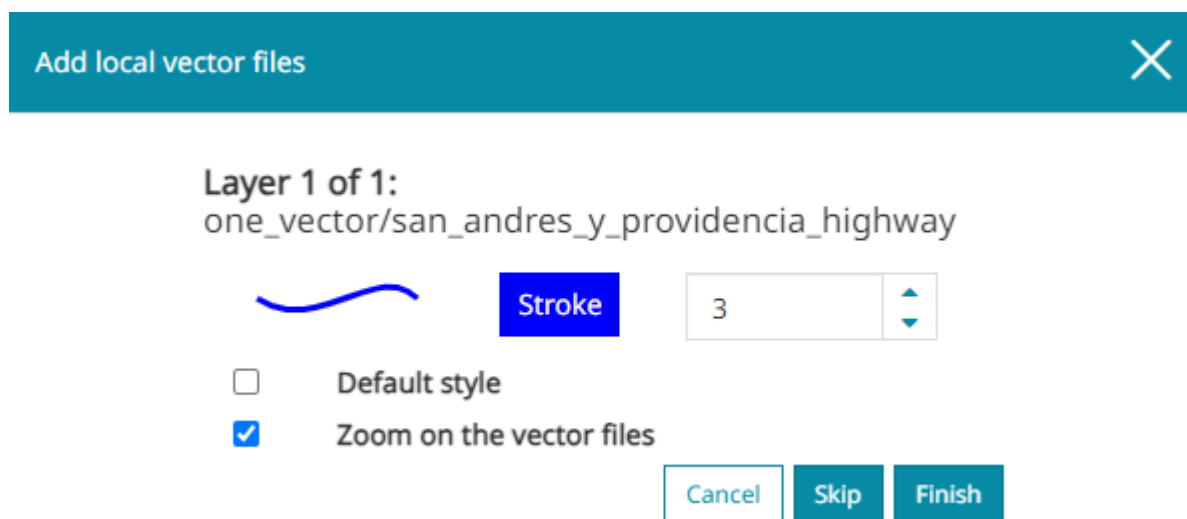 Add local vector files
Layer 1 of 1:
one_vector/san_andres_y_providencia_highway
Stroke 3
Default style
Zoom on the vector files
Cancel Skip Finish